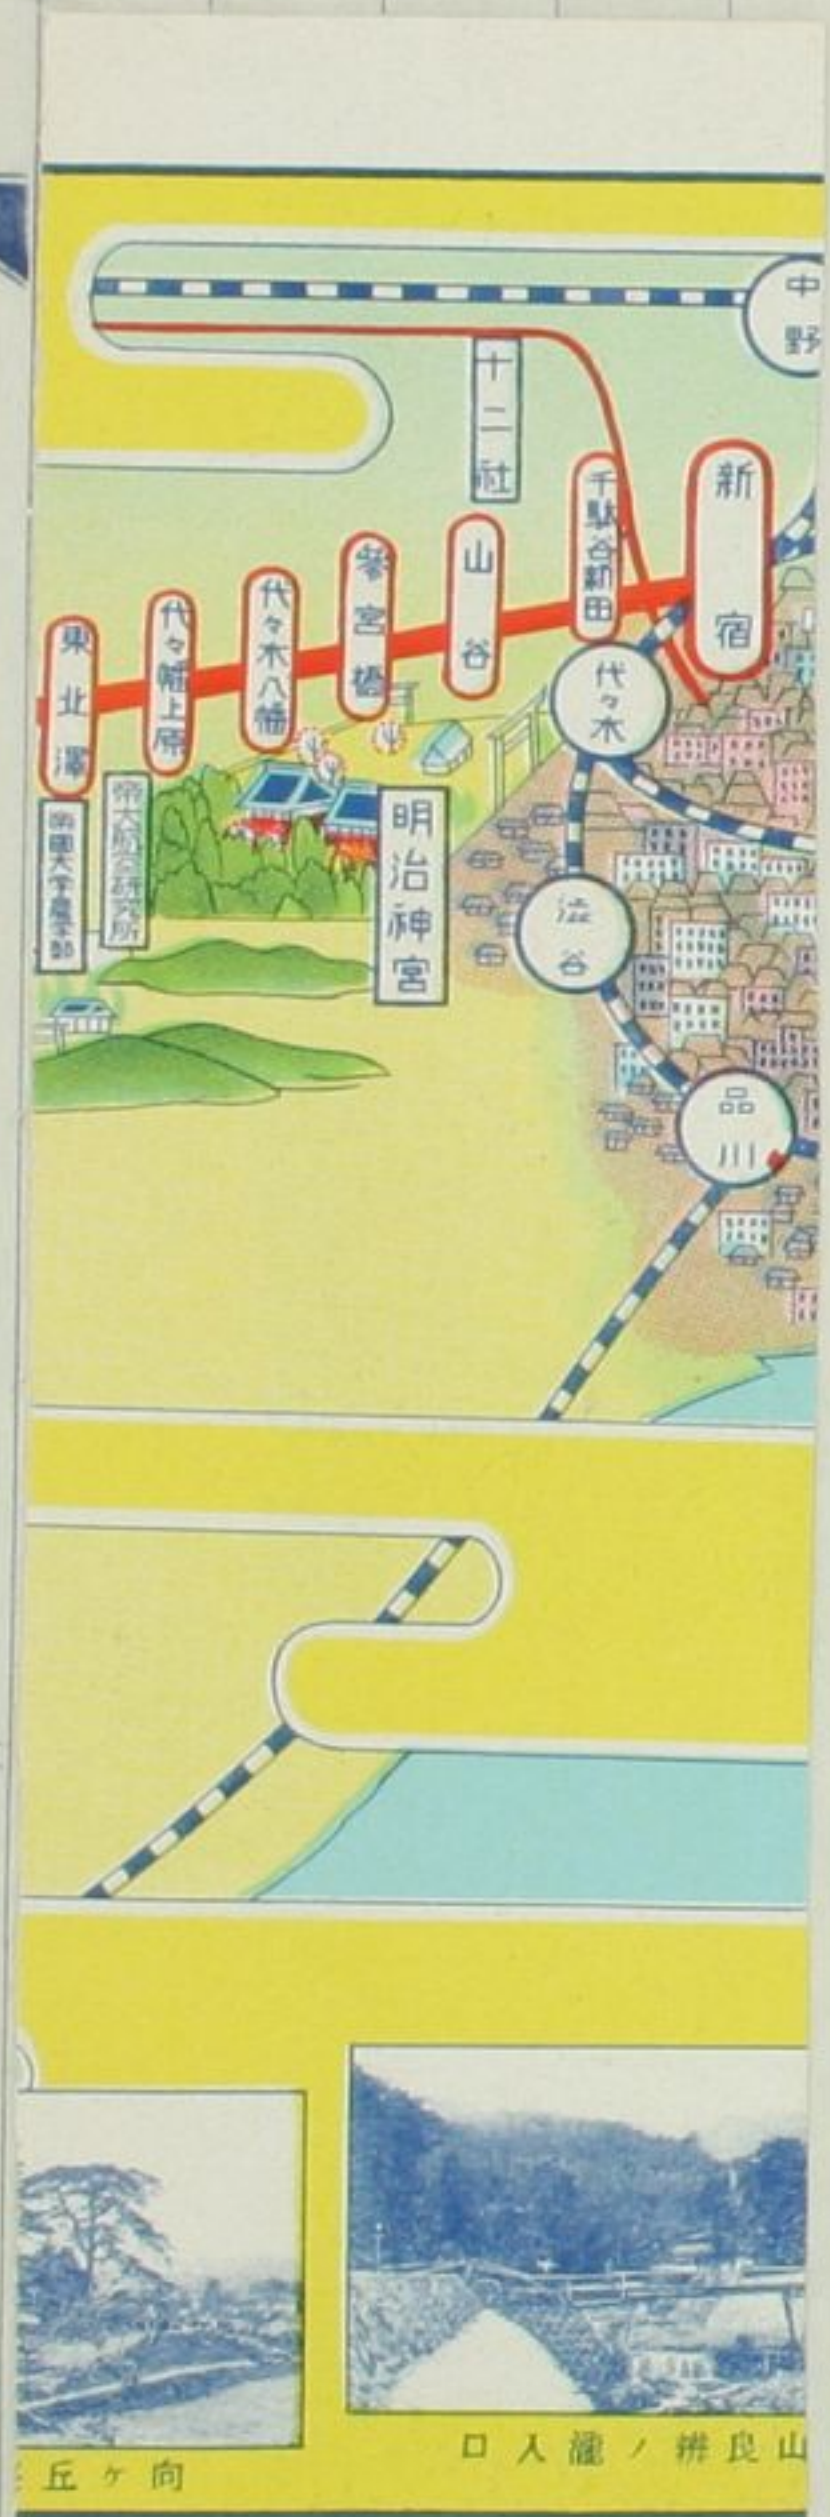 中野
十二社
新宿
千駄谷新田
山谷
參宮橋
代々木八幡
代々幡上原
東北澤
代々木
明治神宮
帝大航空研究所
帝國大学農学部
渋谷
品川
山良辨ノ瀧入口
向ヶ丘